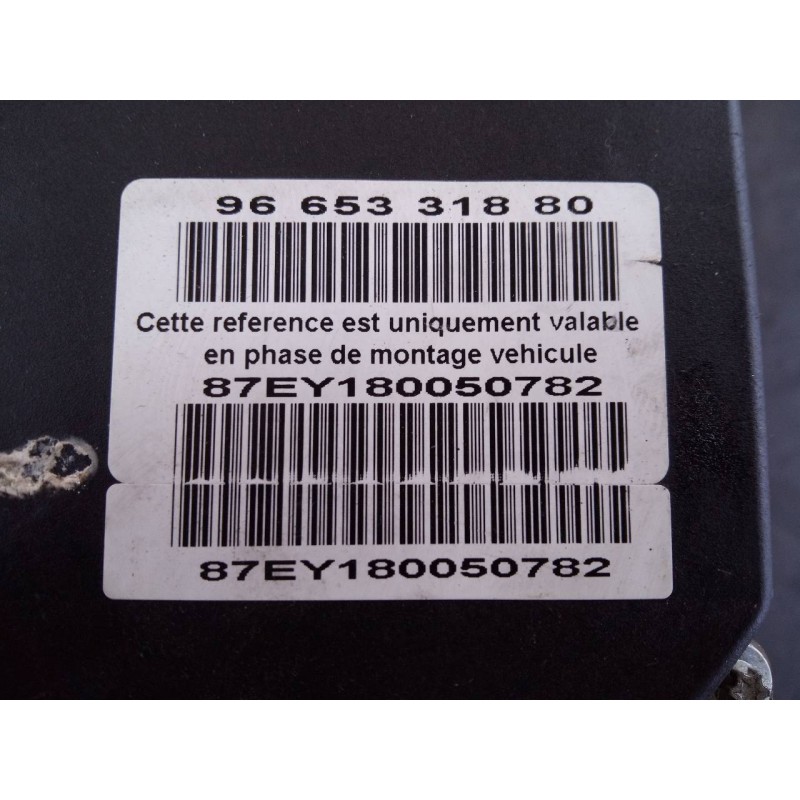 96 653 318 80
Cette reference est uniquement valable
en phase de montage vehicule
87EY180050782
87EY180050782